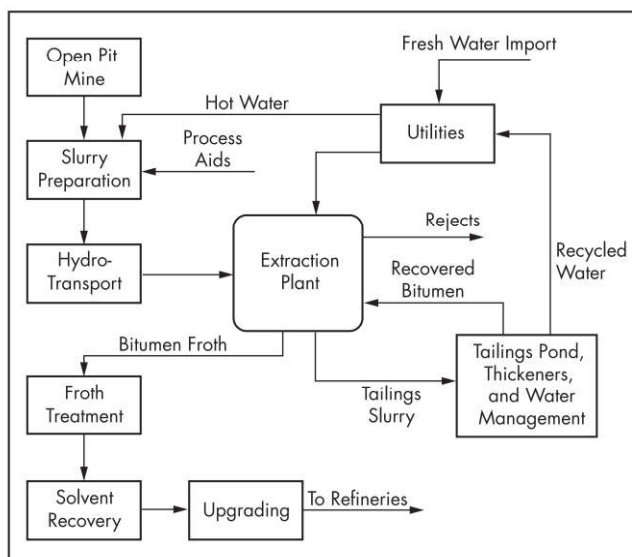 Open Pit
Mine
Fresh Water Import
Hot Water
Utilities
Slurry
Preparation
Process
Aids
Hydro-
Transport
Extraction
Plant
Rejects
Recovered
Bitumen
Recycled
Water
Bitumen Froth
Froth
Treatment
Tailings
Slurry
Tailings Pond,
Thickeners,
and Water
Management
Solvent
Recovery
Upgrading
To Refineries